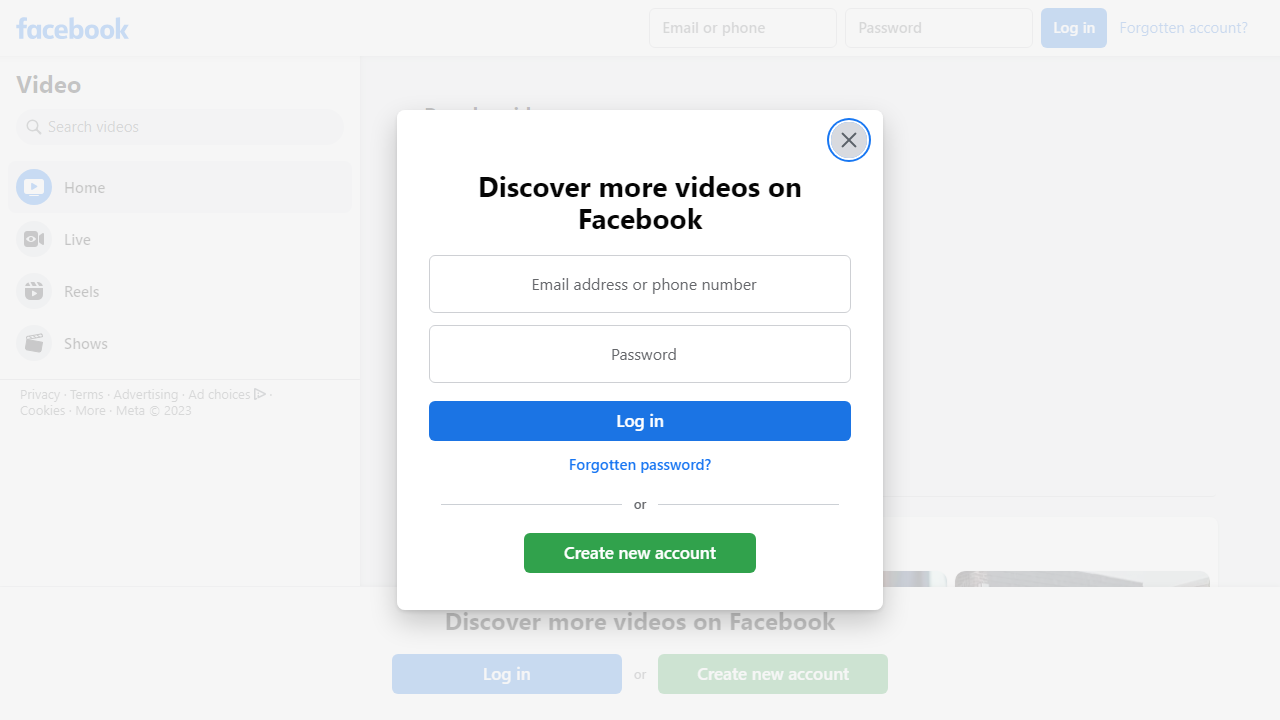 facebook
Email or phone
Password
Log in
Forgotten account?
Video
Search videos
Home
Live
Reels
Shows
Privacy · Terms · Advertising · Ad choices ·
Cookies · More · Meta © 2023
Discover more videos on
Facebook
Email address or phone number
Password
Log in
Forgotten password?
or
Create new account
Discover more videos on Facebook
Log in
or
Create new account